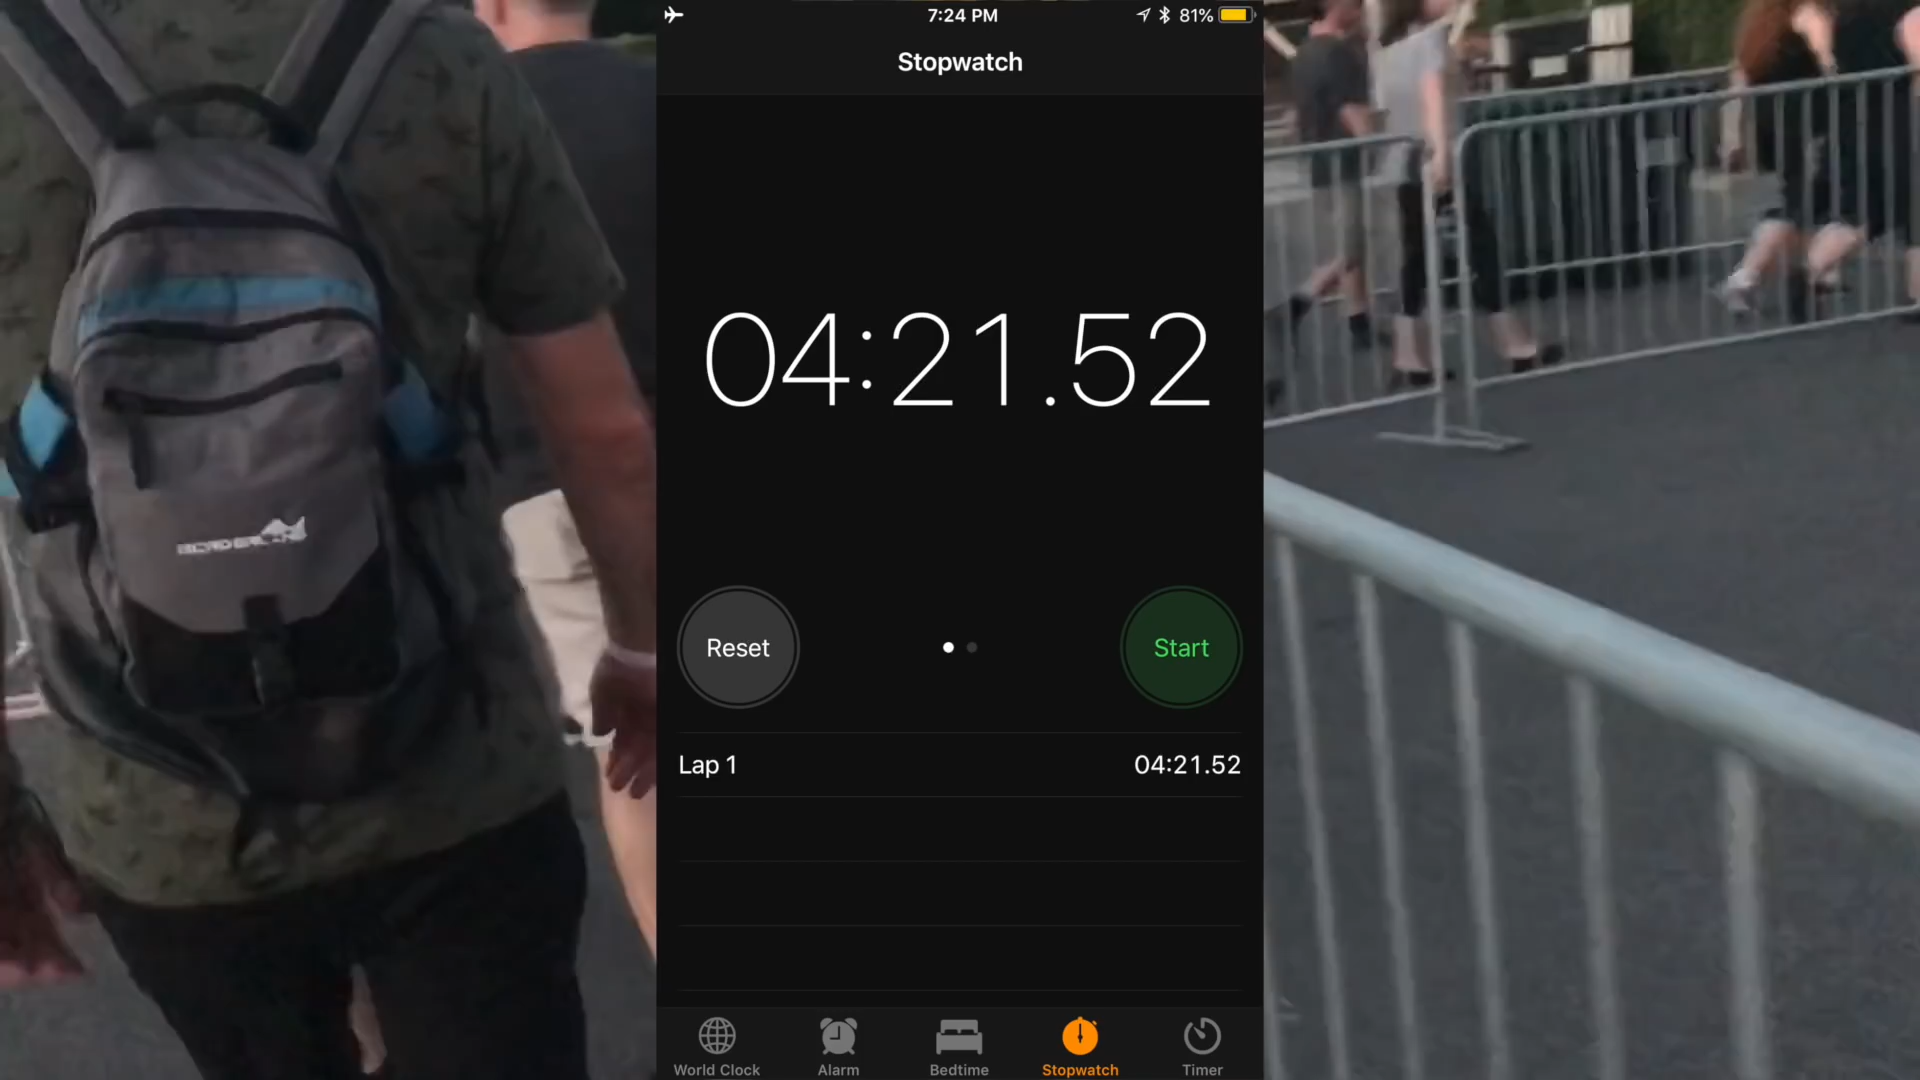 7:24 PM
81%
Stopwatch
04:21.52
Reset
Start
Lap 1
04:21.52
World Clock
Alarm
Bedtime
Stopwatch
Timer